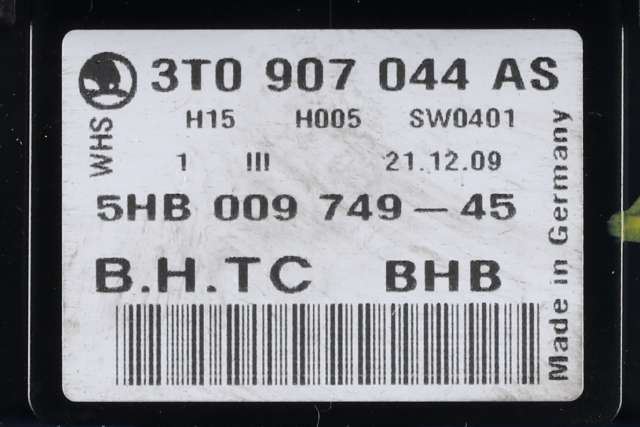 3T0 907 044 AS
H15 H005 SW0401
WHS
1 III 21.12.09
5HB 009 749-45
B.H.TC BHB
Made in Germany